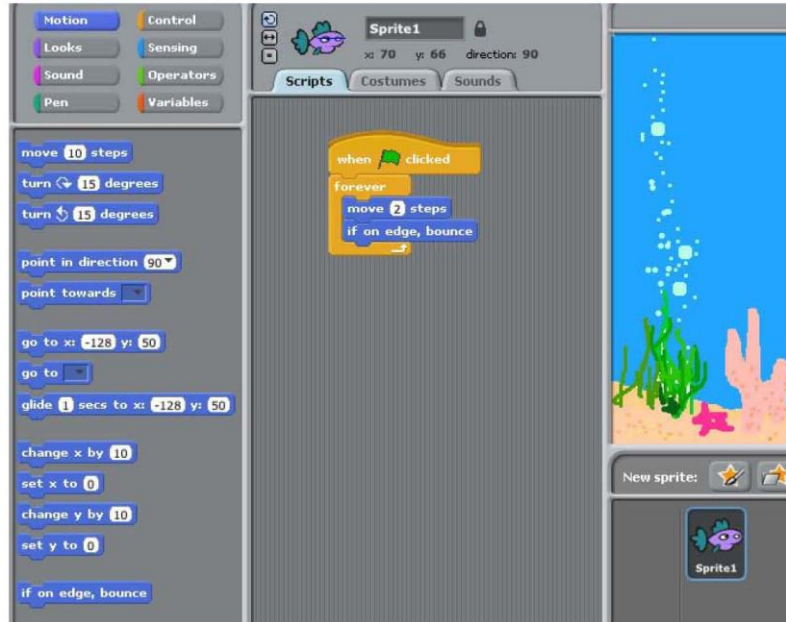 Motion
Control
Looks
Sensing
Sound
Operators
Pen
Variables
move 10 steps
turn 15 degrees
turn 15 degrees
point in direction 90
point towards
go to x: -128 y: 50
go to
glide 1 secs to x: -128 y: 50
change x by 10
set x to 0
change y by 10
set y to 0
if on edge, bounce
Sprite1
x: 70 y: 66 direction: 90
Scripts Costumes Sounds
when clicked
forever
move 2 steps
if on edge, bounce
New sprite:
Sprite1